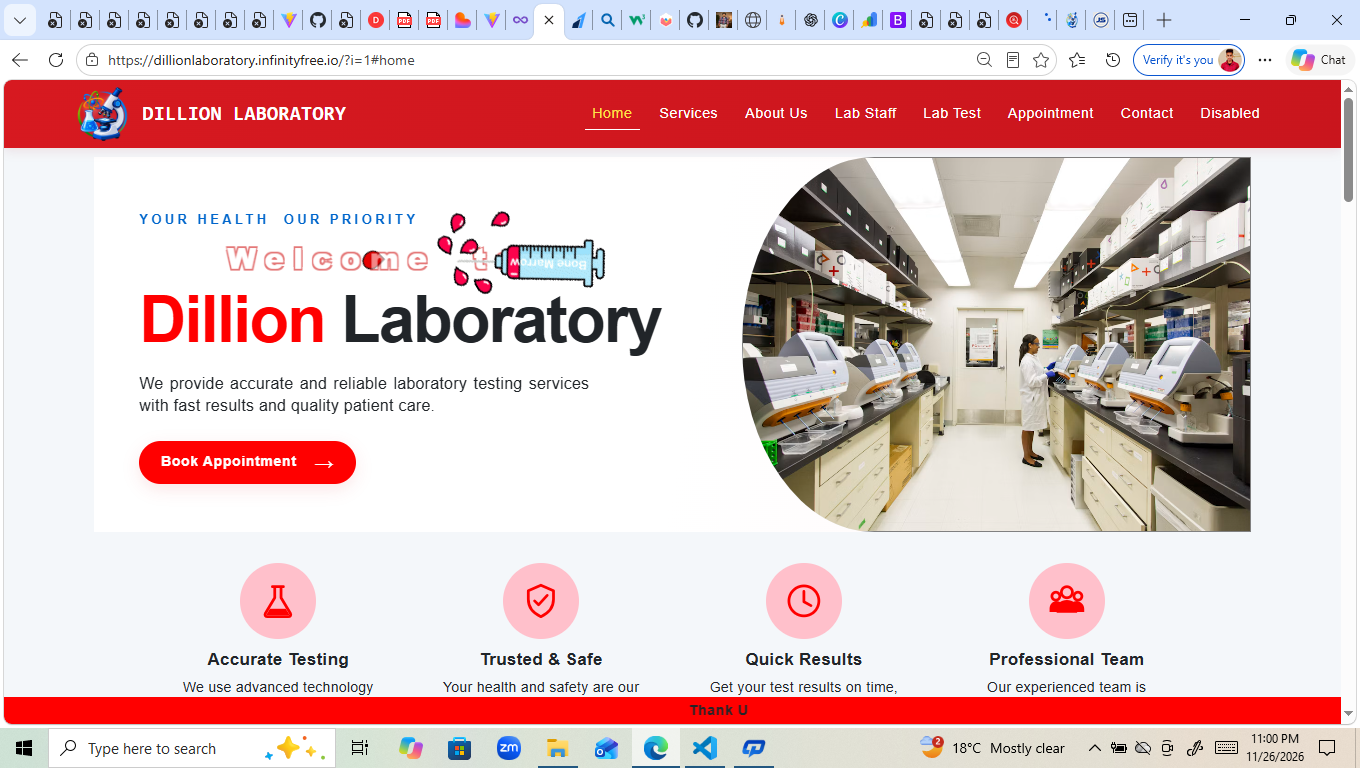 https://dillionlaboratory.infinityfree.io/?i=1#home
Verify it's you
Chat
DILLION LABORATORY
Home
Services
About Us
Lab Staff
Lab Test
Appointment
Contact
Disabled
YOUR HEALTH OUR PRIORITY
Welcome t
Bone Marrow
Dillion Laboratory
We provide accurate and reliable laboratory testing services
with fast results and quality patient care.
Book Appointment →
Accurate Testing
Trusted & Safe
Quick Results
Professional Team
We use advanced technology
Your health and safety are our
Get your test results on time,
Our experienced team is
Thank U
Type here to search
zm
2
18°C Mostly clear
11:00 PM
11/26/2026